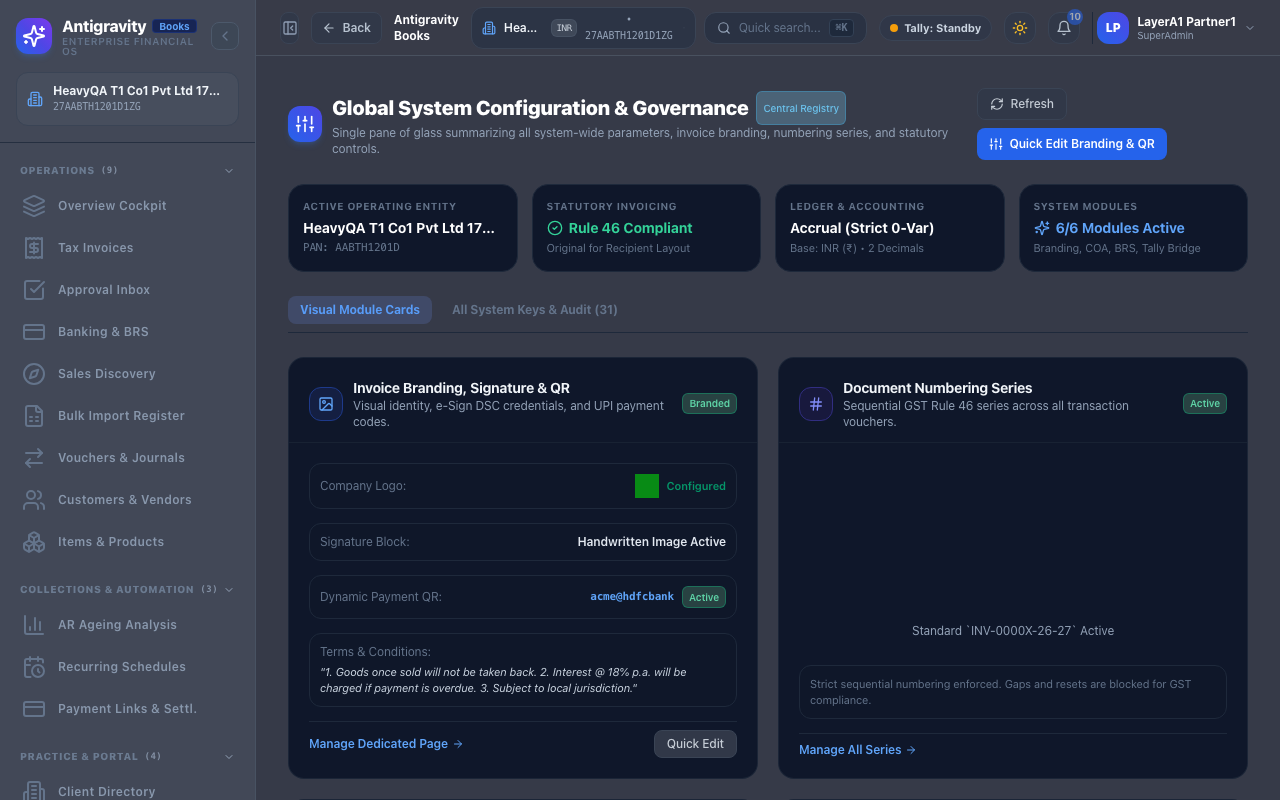 Antigravity Books
ENTERPRISE FINANCIAL OS
HeavyQA T1 Co1 Pvt Ltd 17...
27AABTH1201D1ZG
OPERATIONS (9)
Overview Cockpit
Tax Invoices
Approval Inbox
Banking & BRS
Sales Discovery
Bulk Import Register
Vouchers & Journals
Customers & Vendors
Items & Products
COLLECTIONS & AUTOMATION (3)
AR Ageing Analysis
Recurring Schedules
Payment Links & Settl.
PRACTICE & PORTAL (4)
Client Directory
Back
Antigravity Books
Hea... INR 27AABTH1201D1ZG
Quick search... ⌘K
Tally: Standby
10
LP
LayerA1 Partner1
SuperAdmin
Global System Configuration & Governance Central Registry
Single pane of glass summarizing all system-wide parameters, invoice branding, numbering series, and statutory
controls.
Refresh
Quick Edit Branding & QR
ACTIVE OPERATING ENTITY
HeavyQA T1 Co1 Pvt Ltd 17...
PAN: AABTH1201D
STATUTORY INVOICING
Rule 46 Compliant
Original for Recipient Layout
LEDGER & ACCOUNTING
Accrual (Strict 0-Var)
Base: INR (₹) • 2 Decimals
SYSTEM MODULES
6/6 Modules Active
Branding, COA, BRS, Tally Bridge
Visual Module Cards
All System Keys & Audit (31)
Invoice Branding, Signature & QR
Visual identity, e-Sign DSC credentials, and UPI payment
codes.
Branded
Company Logo: Configured
Signature Block: Handwritten Image Active
Dynamic Payment QR: acme@hdfcbank Active
Terms & Conditions:
"1. Goods once sold will not be taken back. 2. Interest @ 18% p.a. will be
charged if payment is overdue. 3. Subject to local jurisdiction."
Manage Dedicated Page →
Quick Edit
Document Numbering Series
Sequential GST Rule 46 series across all transaction
vouchers.
Active
Standard `INV-0000X-26-27` Active
Strict sequential numbering enforced. Gaps and resets are blocked for GST
compliance.
Manage All Series →